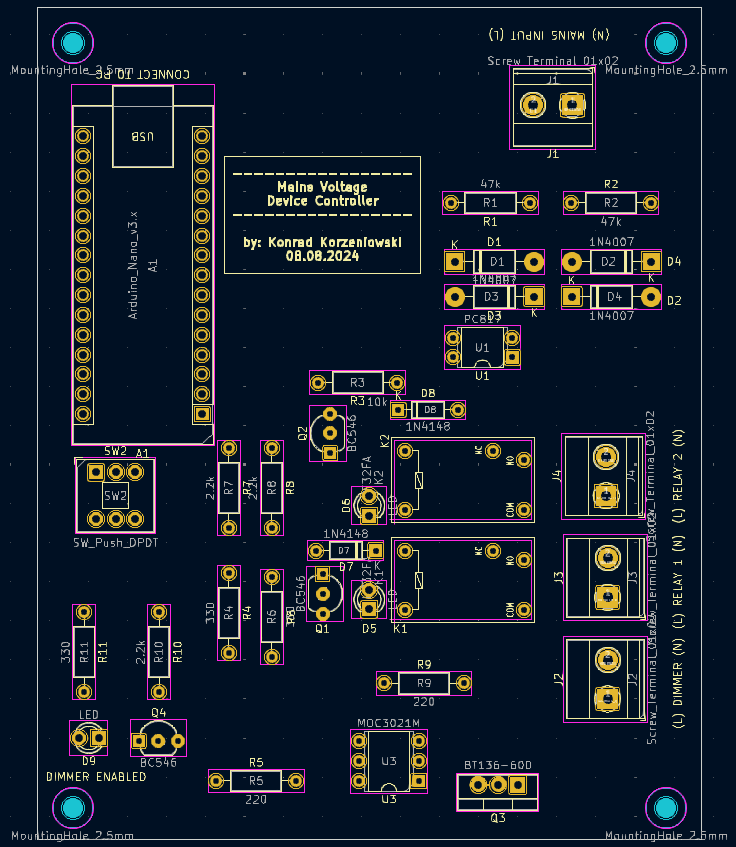 (N) MAINS INPUT (L)
MountingHole_2.5mm
CONNECT TO PC
Screw_Terminal_01x02
MountingHole_2.5mm
J1
J1
USB
Mains Voltage
Device Controller
by: Konrad Korzeniowski
08.08.2024
Arduino_Nano_v3.x
A1
A1
47k
R1
R1
R2
R2
47k
K
D1
D1
1N4007
1N4007
D2
D4
K
D3
D3
K
K
D4
D2
1N4007
PC817
U1
U1
R3
R3
10k
K
D8
D8
1N4148
Q2
BC546
K2
K2
NC
NO
COM
SW2
SW2
SW_Push_DPDT
2.2k
R7
R7
2.2k
R8
R8
D6
LED
1N4148
D7
D7
K
BC546
Q1
D5
LED
K1
NC
NO
COM
J4
J4
Screw_Terminal_01x02
(L) RELAY 2 (N)
J3
J3
(L) RELAY 1 (N)
J2
J2
Screw_Terminal_01x02
(L) DIMMER (N)
330
R4
R4
R6
330
R11
R11
2.2k
R10
R10
R9
R9
220
LED
D9
DIMMER ENABLED
Q4
BC546
R5
R5
220
MOC3021M
U3
U3
BT136-600
Q3
MountingHole_2.5mm
MountingHole_2.5mm